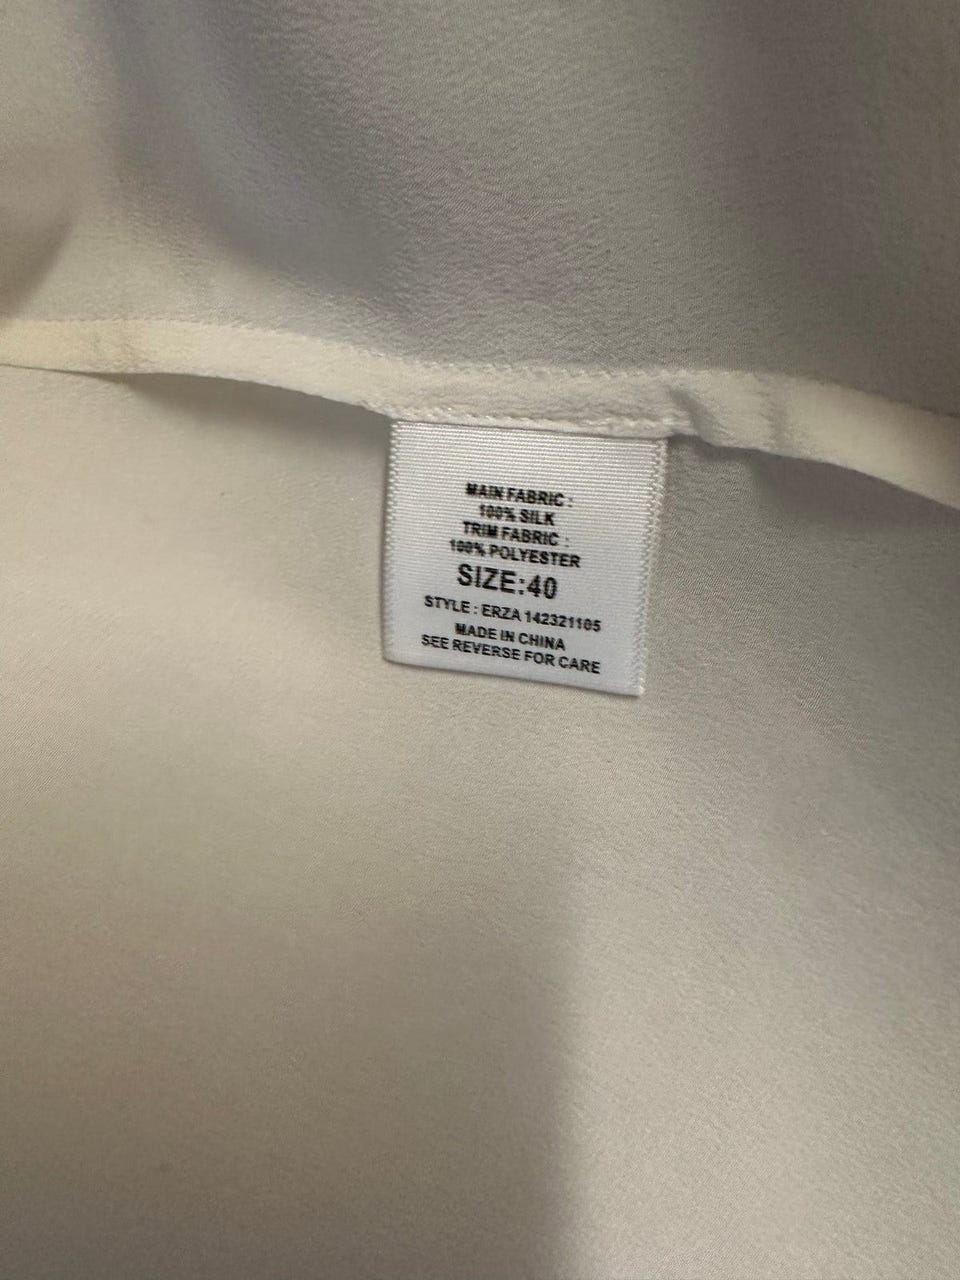 MAIN FABRIC :
100% SILK
TRIM FABRIC :
100% POLYESTER
SIZE:40
STYLE : ERZA 142321105
MADE IN CHINA
SEE REVERSE FOR CARE